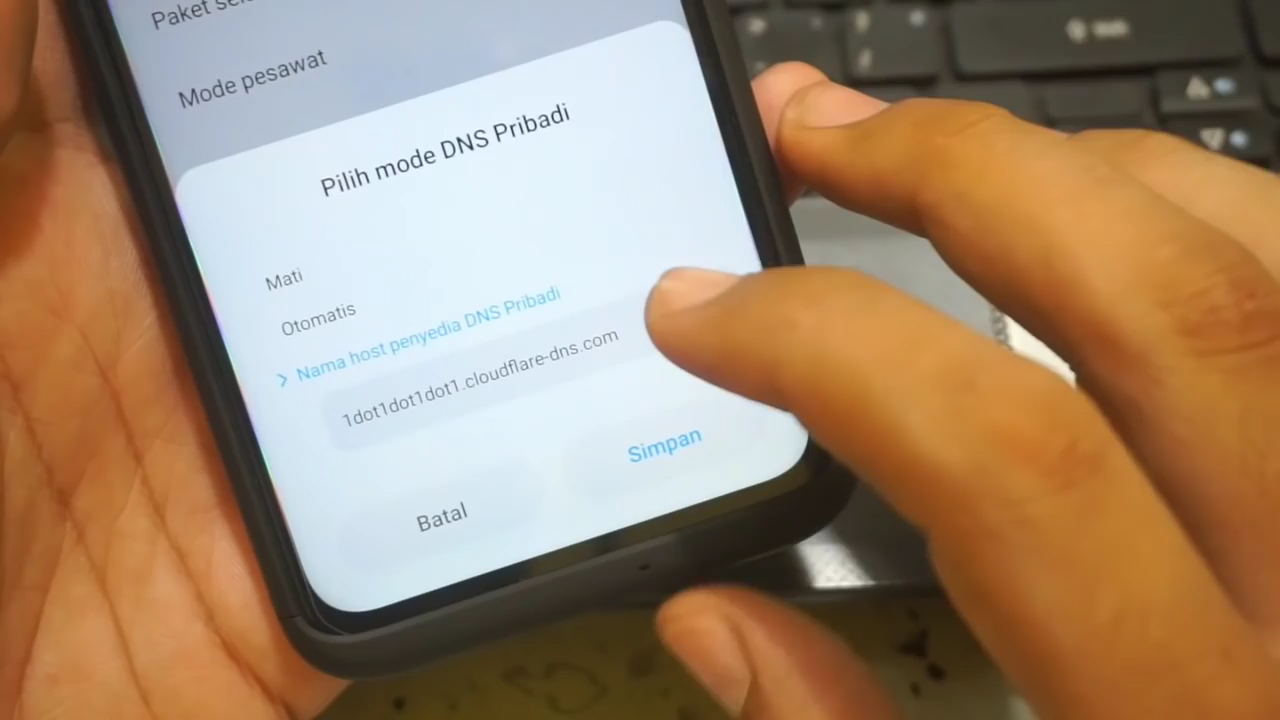 Paket
Mode pesawat
Pilih mode DNS Pribadi
Mati
Otomatis
Nama host penyedia DNS Pribadi
1dot1dot1dot1.cloudflare-dns.com
Batal
Simpan